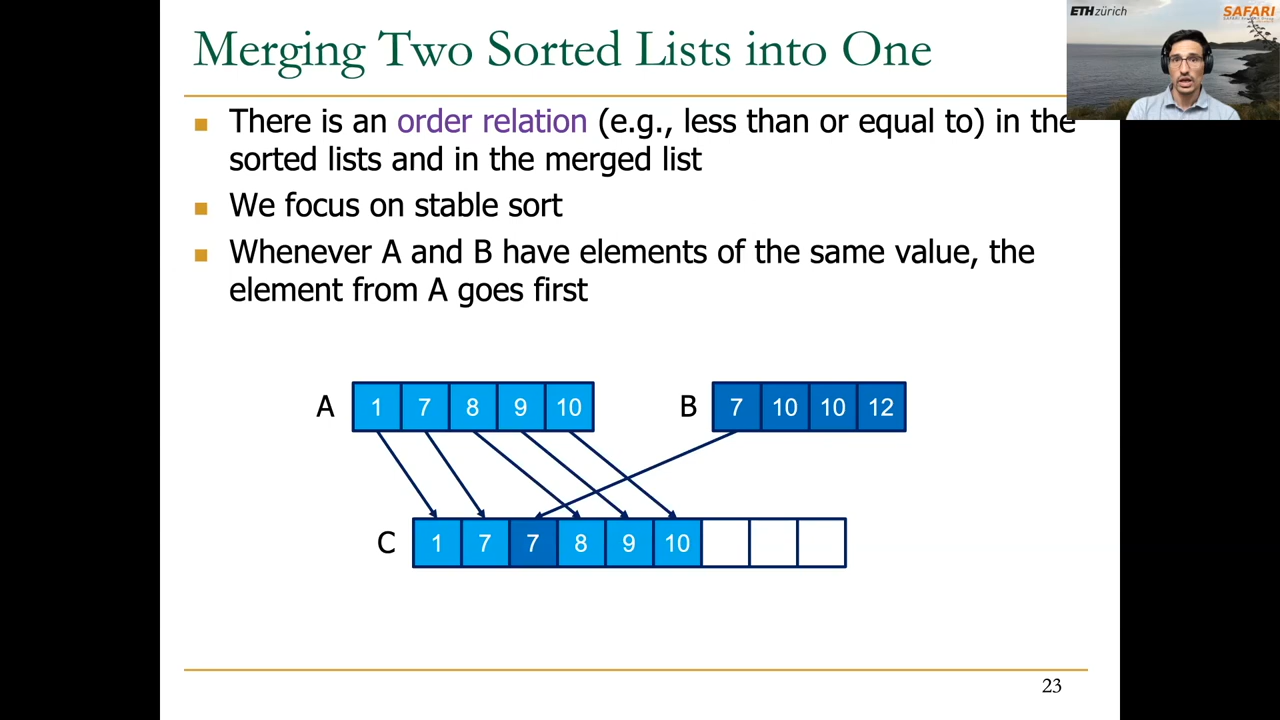 Merging Two Sorted Lists into One
ETH zürich
SAFARI
There is an order relation (e.g., less than or equal to) in the
sorted lists and in the merged list
We focus on stable sort
Whenever A and B have elements of the same value, the
element from A goes first
A 1 7 8 9 10
B 7 10 10 12
C 1 7 7 8 9 10
23